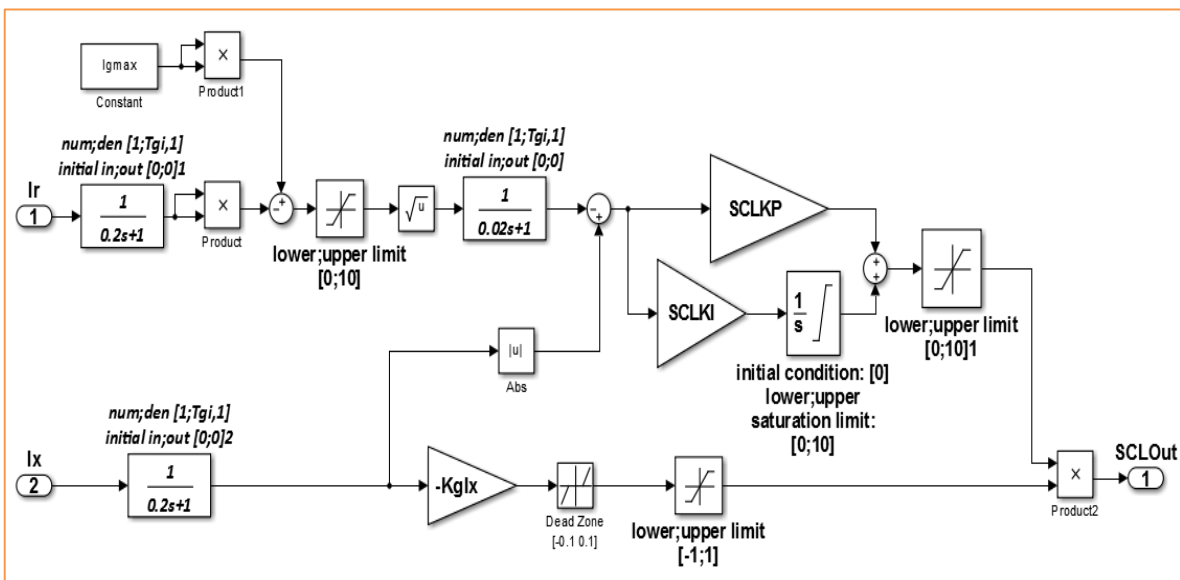 Igmax
Constant
×
Product1
num;den [1;Tgi,1]
initial in;out [0;0]1
Ir
1
1
0.2s+1
×
Product
-
+
lower;upper limit
[0;10]
√u
num;den [1;Tgi,1]
initial in;out [0;0]
1
0.02s+1
-
+
SCLKP
SCLKI
1
s
initial condition: [0]
lower;upper
saturation limit:
[0;10]
+
+
lower;upper limit
[0;10]1
|u|
Abs
num;den [1;Tgi,1]
initial in;out [0;0]2
Ix
2
1
0.2s+1
-KgIx
Dead Zone
[-0.1 0.1]
lower;upper limit
[-1;1]
×
Product2
SCLOut
1